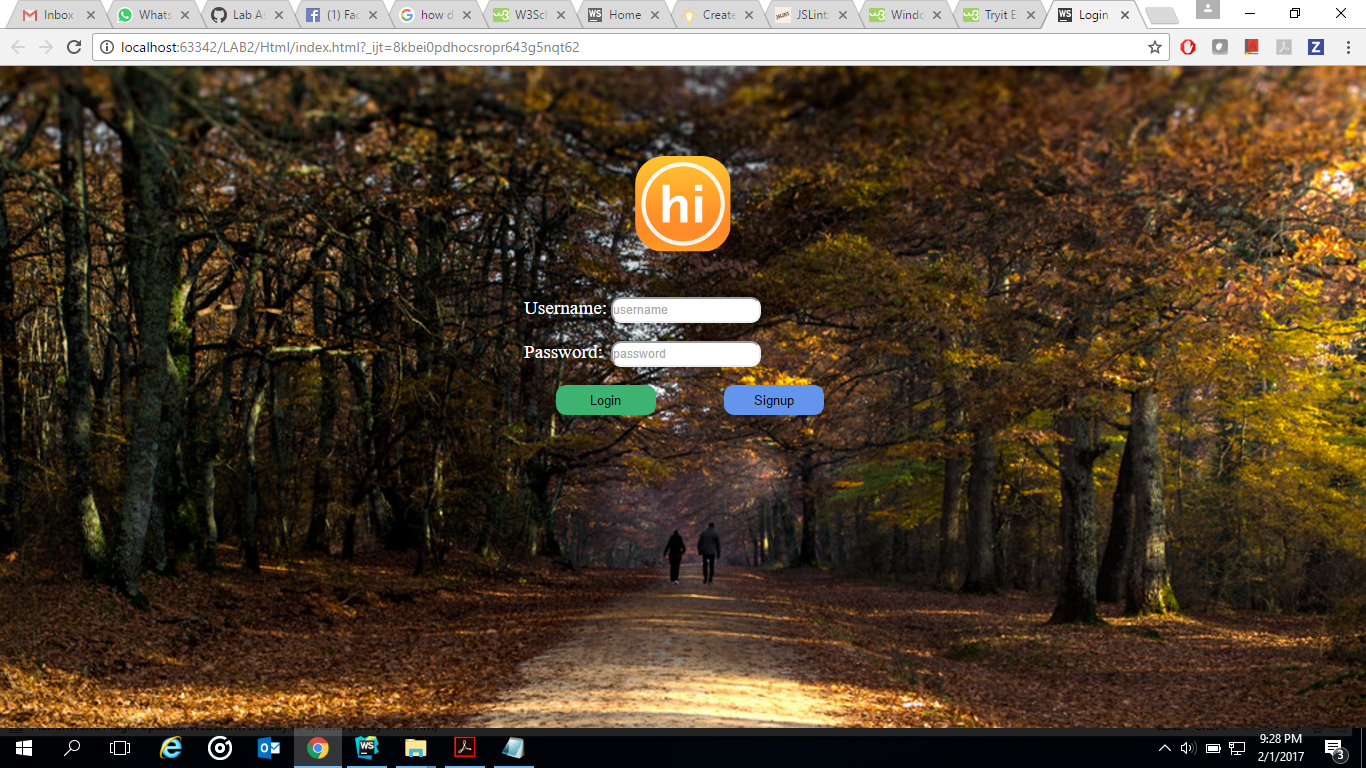 Inbox
Whats
Lab As
(1) Fac
how d
W3Sch
Home
Create
JSLint
Windo
Tryit E
Login
localhost:63342/LAB2/Html/index.html?_ijt=8kbei0pdhocsropr643g5nqt62
hi
Username: username
Password: password
Login Signup
9:28 PM
2/1/2017
3